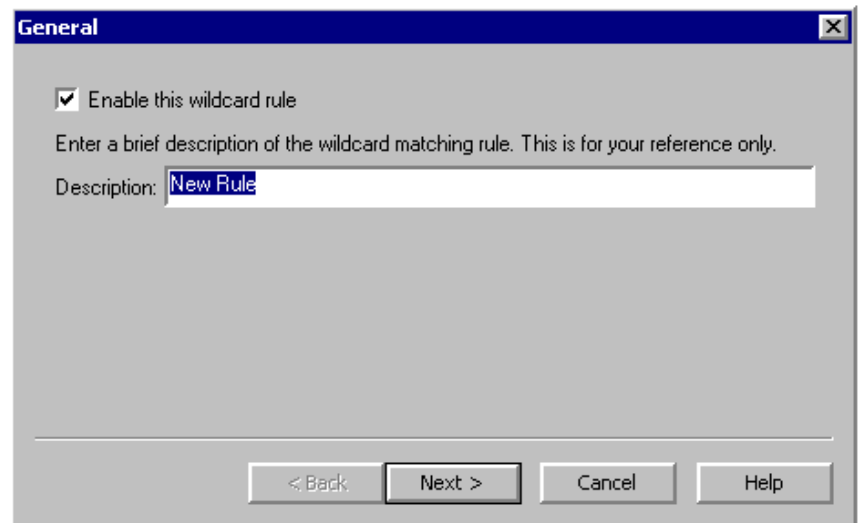 General
Enable this wildcard rule
Enter a brief description of the wildcard matching rule. This is for your reference only.
Description: New Rule
< Back Next > Cancel Help